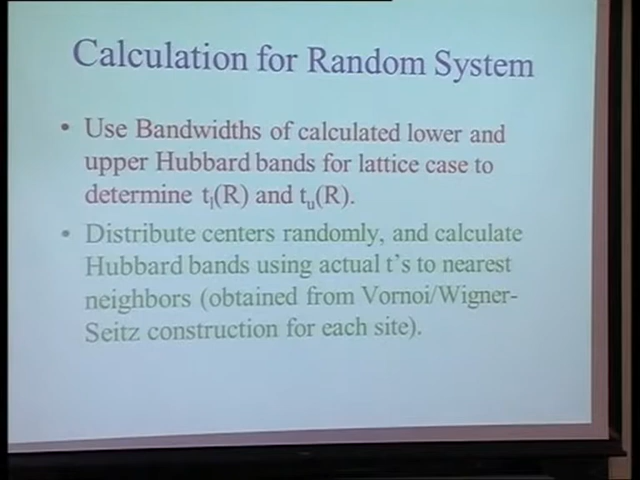 Calculation for Random System
• Use Bandwidths of calculated lower and
upper Hubbard bands for lattice case to
determine tl(R) and tu(R).
• Distribute centers randomly, and calculate
Hubbard bands using actual t's to nearest
neighbors (obtained from Vornoi/Wigner-
Seitz construction for each site).